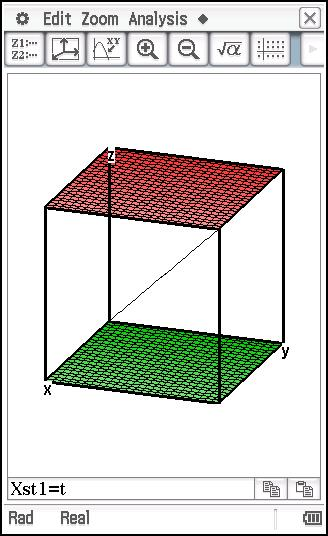 Edit Zoom Analysis ◆
Z1:··· XY √α
Z2:···
z
y
x
Xst1=t
Rad Real